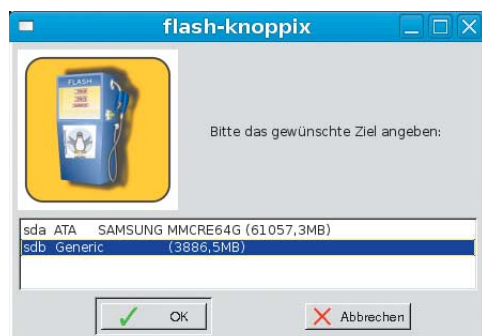 flash-knoppix
FLASH
Bitte das gewünschte Ziel angeben:
sda ATA SAMSUNG MMCRE64G (61057,3MB)
sdb Generic (3886,5MB)
OK
Abbrechen